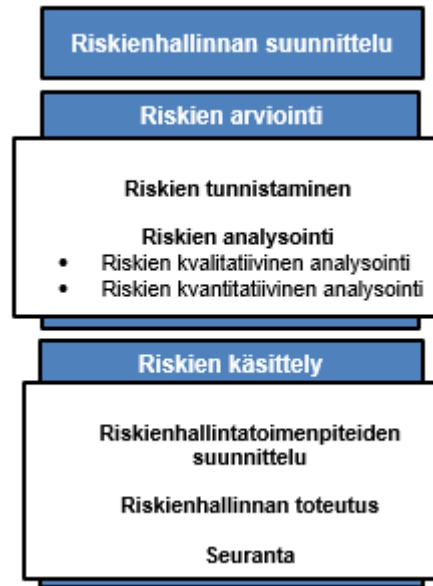 Riskienhallinnan suunnittelu
Riskien arviointi
Riskien tunnistaminen
Riskien analysointi
• Riskien kvalitatiivinen analysointi
• Riskien kvantitatiivinen analysointi
Riskien käsittely
Riskienhallintatoimenpiteiden
suunnittelu
Riskienhallinnan toteutus
Seuranta